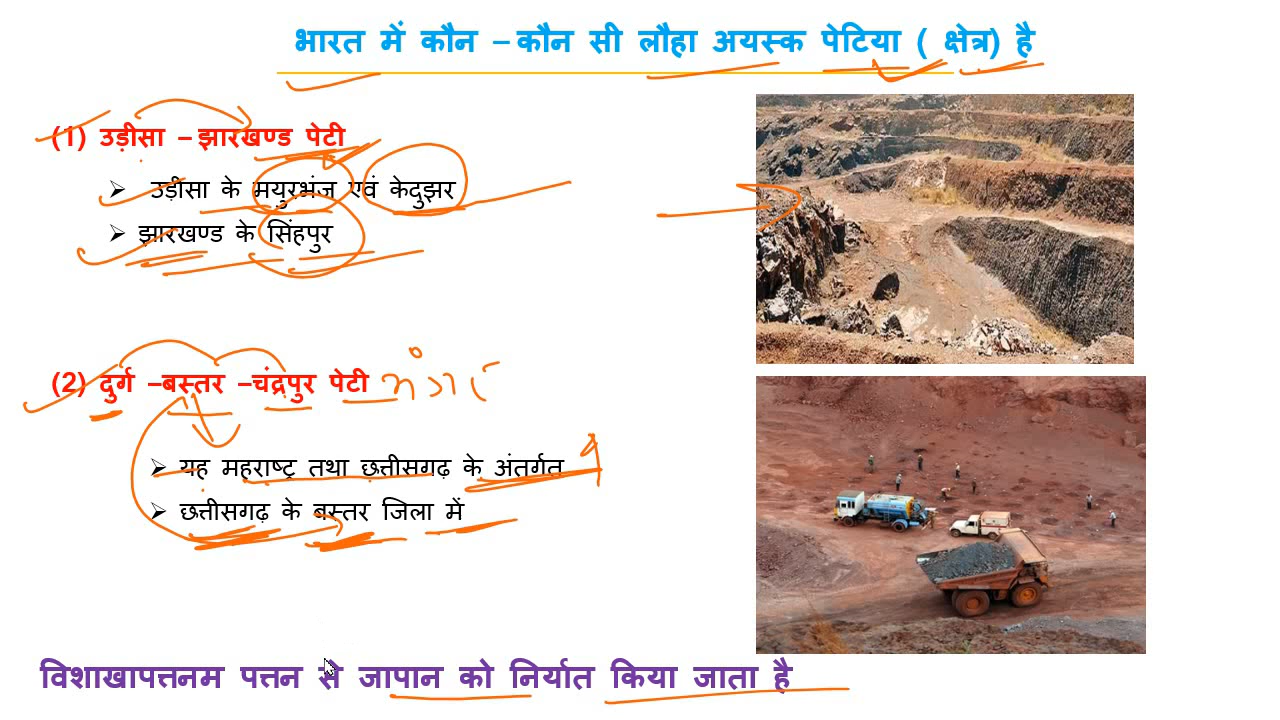 भारत में कौन – कौन सी लौहा अयस्क पेटिया ( क्षेत्र) है
(1) उड़ीसा – झारखण्ड पेटी
➢ उड़ीसा के मयुरभंज एवं केदुझर
➢ झारखण्ड के सिंहपुर
(2) दुर्ग –बस्तर –चंद्रपुर पेटी
➢ यह महराष्ट्र तथा छत्तीसगढ़ के अंतर्गत
➢ छत्तीसगढ़ के बस्तर जिला में
विशाखापत्तनम पत्तन से जापान को निर्यात किया जाता है